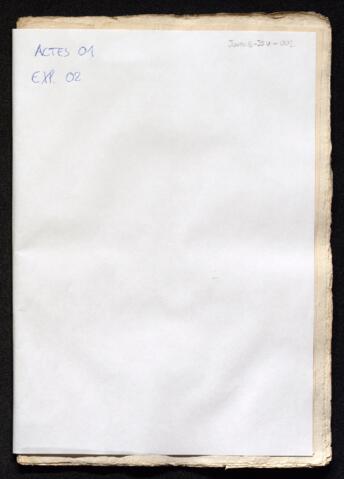 ACTES 01
EXP. 02